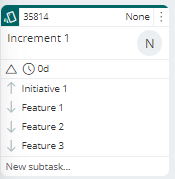 35814 None
Increment 1
N
0d
Initiative 1
Feature 1
Feature 2
Feature 3
New subtask...